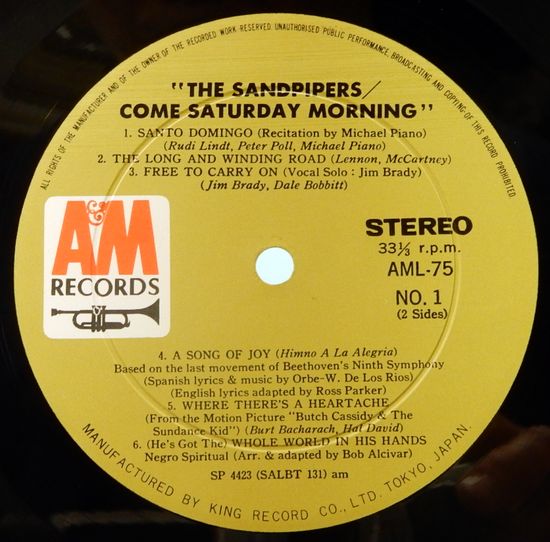 ALL RIGHTS OF THE MANUFACTURER AND OF THE OWNER OF THE RECORDED WORK RESERVED. UNAUTHORISED PUBLIC PERFORMANCE, BROADCASTING AND COPYING OF THIS RECORD PROHIBITED
"THE SANDPIPERS/
COME SATURDAY MORNING"
1. SANTO DOMINGO (Recitation by Michael Piano)
(Rudi Lindt, Peter Poll, Michael Piano)
2. THE LONG AND WINDING ROAD (Lennon, McCartney)
3. FREE TO CARRY ON (Vocal Solo : Jim Brady)
(Jim Brady, Dale Bobbitt)
A&M
RECORDS
STEREO
33⅓ r.p.m.
AML-75
NO. 1
(2 Sides)
4. A SONG OF JOY (Himno A La Alegria)
Based on the last movement of Beethoven's Ninth Symphony
(Spanish lyrics & music by Orbe-W. De Los Rios)
(English lyrics adapted by Ross Parker)
5. WHERE THERE'S A HEARTACHE
(From the Motion Picture "Butch Cassidy & The
Sundance Kid") (Burt Bacharach, Hal David)
6. (He's Got The) WHOLE WORLD IN HIS HANDS
Negro Spiritual (Arr. & adapted by Bob Alcivar)
SP 4423 (SALBT 131) am
MANUFACTURED BY KING RECORD CO., LTD. TOKYO, JAPAN.